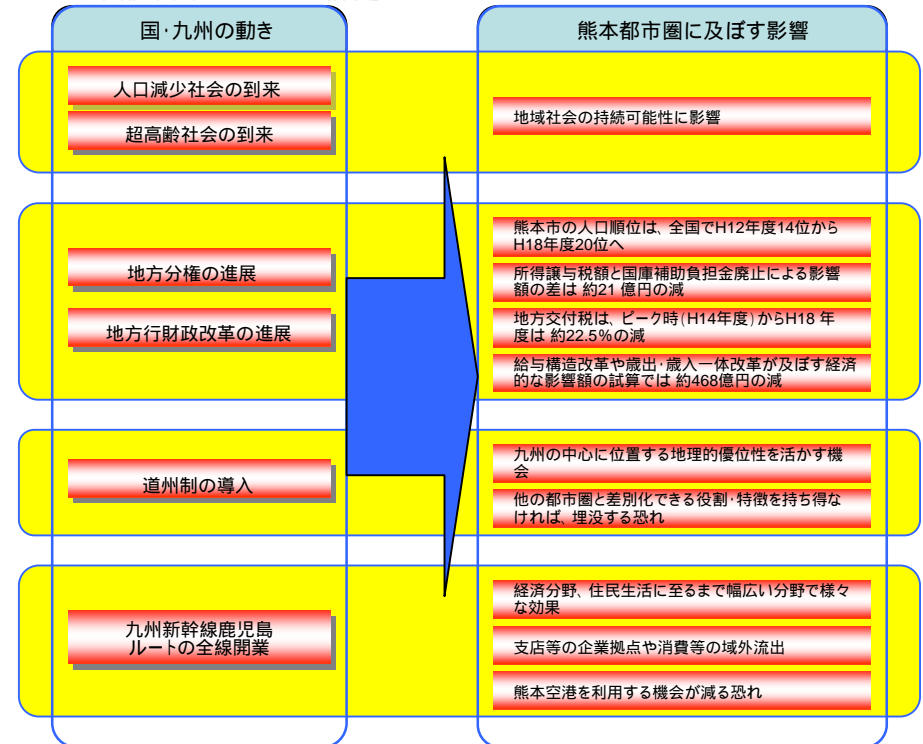 国・九州の動き
熊本都市圏に及ぼす影響
人口減少社会の到来
超高齢社会の到来
地域社会の持続可能性に影響
地方分権の進展
地方行財政改革の進展
熊本市の人口順位は、全国でH12年度14位から
H18年度20位へ
所得譲与税額と国庫補助負担金廃止による影響
額の差は 約21 億円の減
地方交付税は、ピーク時(H14年度)からH18 年
度は 約22.5%の減
給与構造改革や歳出・歳入一体改革が及ぼす経済
的な影響額の試算では 約468億円の減
道州制の導入
九州の中心に位置する地理的優位性を活かす機
会
他の都市圏と差別化できる役割・特徴を持ち得な
ければ、埋没する恐れ
九州新幹線鹿児島
ルートの全線開業
経済分野、住民生活に至るまで幅広い分野で様々
な効果
支店等の企業拠点や消費等の域外流出
熊本空港を利用する機会が減る恐れ